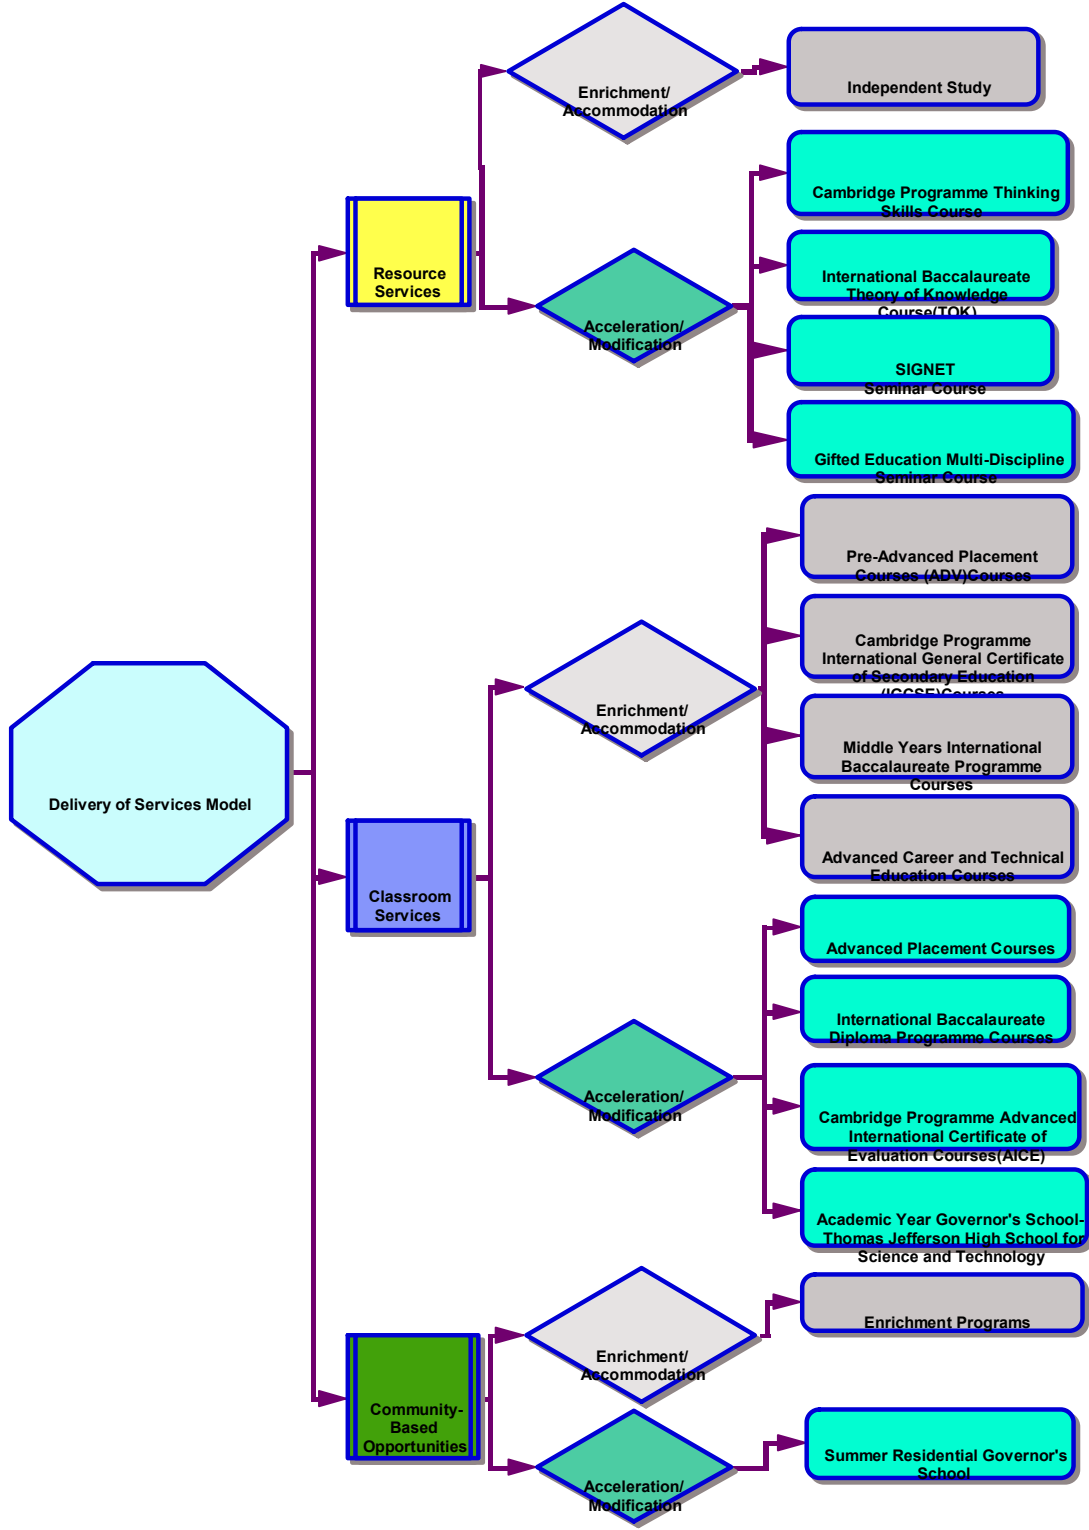 Enrichment/
Accommodation
Independent Study
Cambridge Programme Thinking
Skills Course
Resource
Services
International Baccalaureate
Theory of Knowledge
Course(TOK)
Acceleration/
Modification
SIGNET
Seminar Course
Gifted Education Multi-Discipline
Seminar Course
Pre-Advanced Placement
Courses (ADV)Courses
Cambridge Programme
International General Certificate
of Secondary Education
(IGCSE)Courses
Enrichment/
Accommodation
Middle Years International
Baccalaureate Programme
Courses
Delivery of Services Model
Advanced Career and Technical
Education Courses
Classroom
Services
Advanced Placement Courses
International Baccalaureate
Diploma Programme Courses
Acceleration/
Modification
Cambridge Programme Advanced
International Certificate of
Evaluation Courses(AICE)
Academic Year Governor's School-
Thomas Jefferson High School for
Science and Technology
Enrichment/
Accommodation
Enrichment Programs
Community-
Based
Opportunities
Acceleration/
Modification
Summer Residential Governor's
School